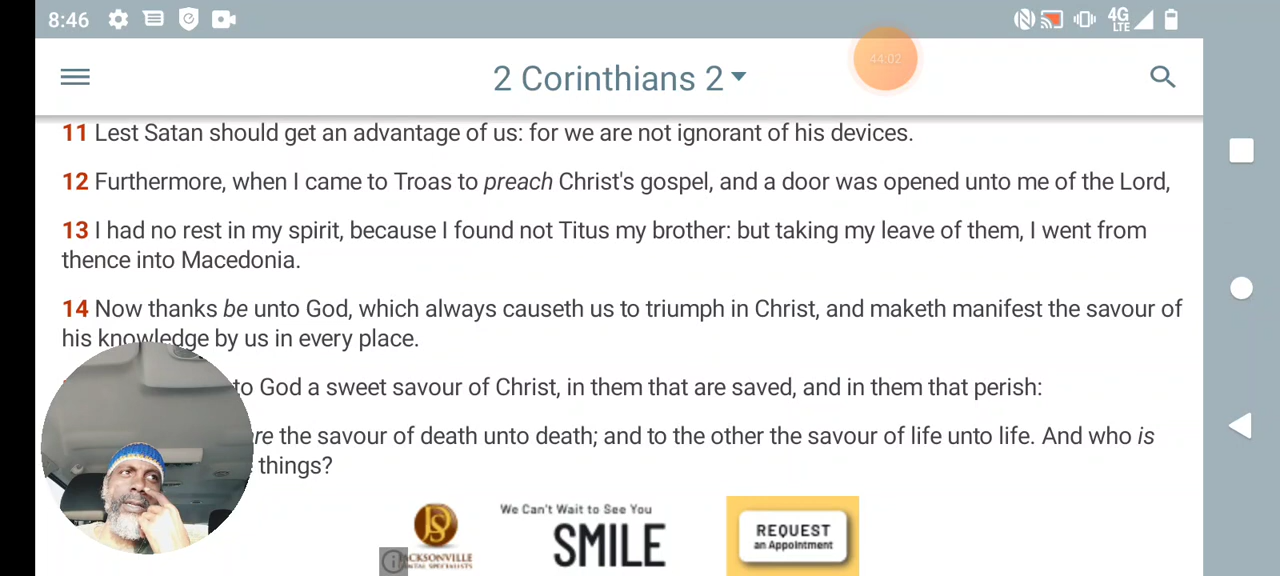 8:46
4G
LTE
44:02
2 Corinthians 2
11 Lest Satan should get an advantage of us: for we are not ignorant of his devices.
12 Furthermore, when I came to Troas to preach Christ's gospel, and a door was opened unto me of the Lord,
13 I had no rest in my spirit, because I found not Titus my brother: but taking my leave of them, I went from
thence into Macedonia.
14 Now thanks be unto God, which always causeth us to triumph in Christ, and maketh manifest the savour of
his knowledge by us in every place.
to God a sweet savour of Christ, in them that are saved, and in them that perish:
re the savour of death unto death; and to the other the savour of life unto life. And who is
things?
We Can't Wait to See You
SMILE
JACKSONVILLE
REQUEST
an Appointment